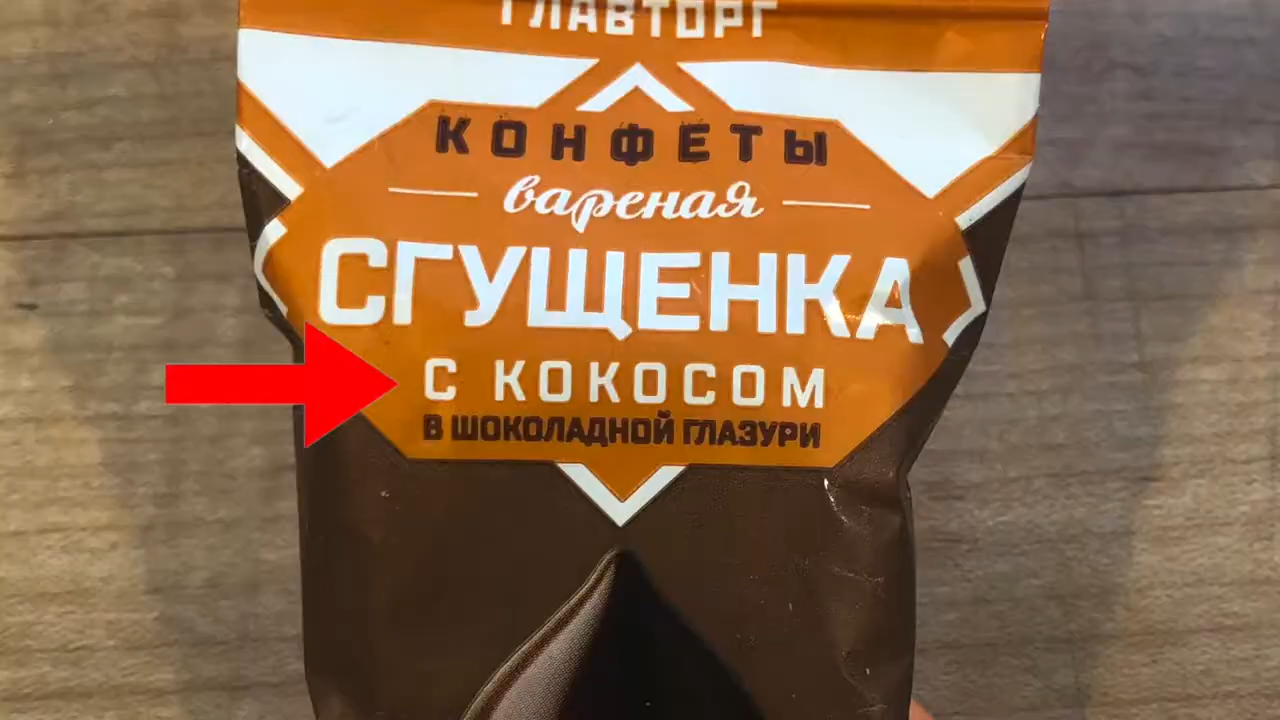 ГЛАВТОРГ
КОНФЕТЫ
вареная
СГУЩЕНКА
С КОКОСОМ
В ШОКОЛАДНОЙ ГЛАЗУРИ